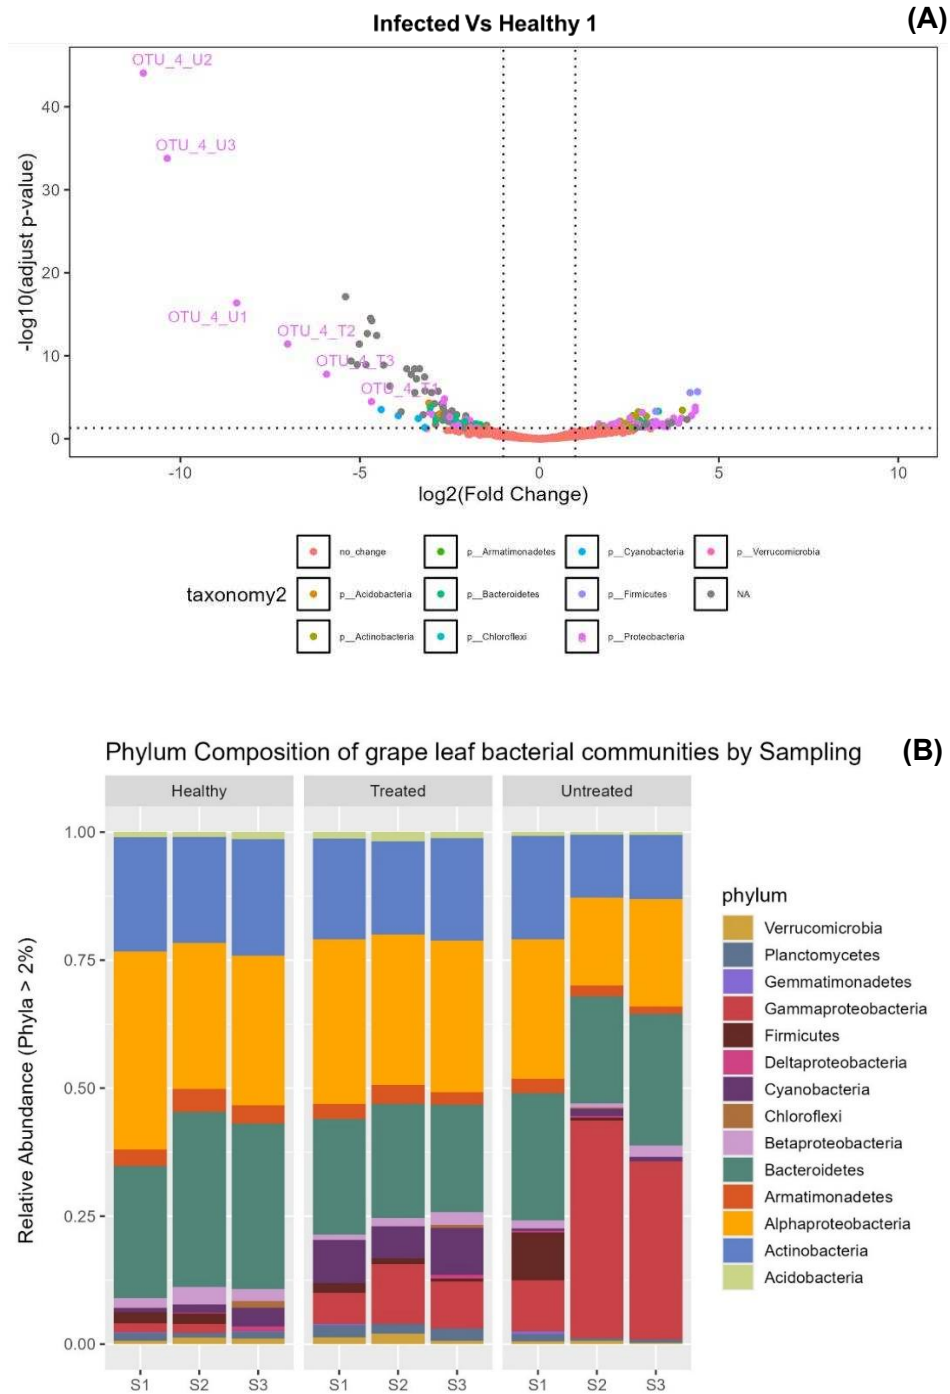 Infected Vs Healthy 1
(A)
-log10(adjust p-value)
40
30
20
10
0
OTU_4_U2
OTU_4_U3
OTU_4_U1
OTU_4_T2
OTU_4_T3
OTU_4_T1
-10
-5
0
5
10
log2(Fold Change)
taxonomy2
no_change
p__Armatimonadetes
p__Cyanobacteria
p__Verrucomicrobia
p__Acidobacteria
p__Bacteroidetes
p__Firmicutes
NA
p__Actinobacteria
p__Chloroflexi
p__Proteobacteria
Phylum Composition of grape leaf bacterial communities by Sampling
(B)
Healthy
Treated
Untreated
Relative Abundance (Phyla > 2%)
1.00
0.75
0.50
0.25
0.00
S1 S2 S3
S1 S2 S3
S1 S2 S3
phylum
Verrucomicrobia
Planctomycetes
Gemmatimonadetes
Gammaproteobacteria
Firmicutes
Deltaproteobacteria
Cyanobacteria
Chloroflexi
Betaproteobacteria
Bacteroidetes
Armatimonadetes
Alphaproteobacteria
Actinobacteria
Acidobacteria